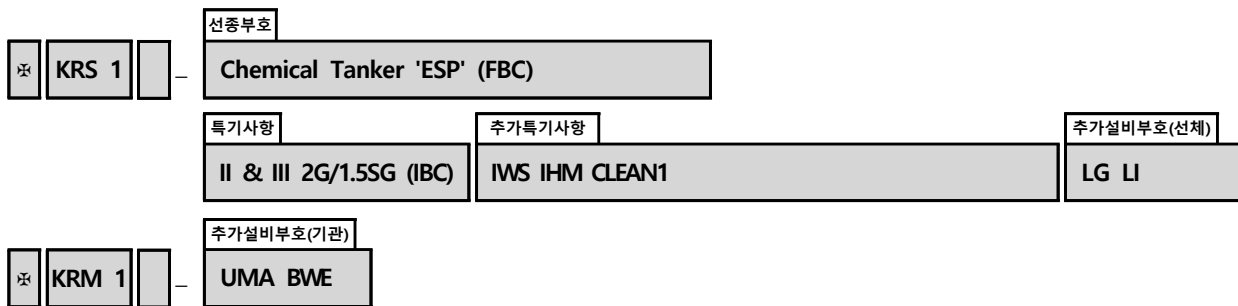 선종부호
✠ KRS 1 – Chemical Tanker 'ESP' (FBC)
특기사항 추가특기사항 추가설비부호(선체)
II & III 2G/1.5SG (IBC) IWS IHM CLEAN1 LG LI
추가설비부호(기관)
✠ KRM 1 – UMA BWE